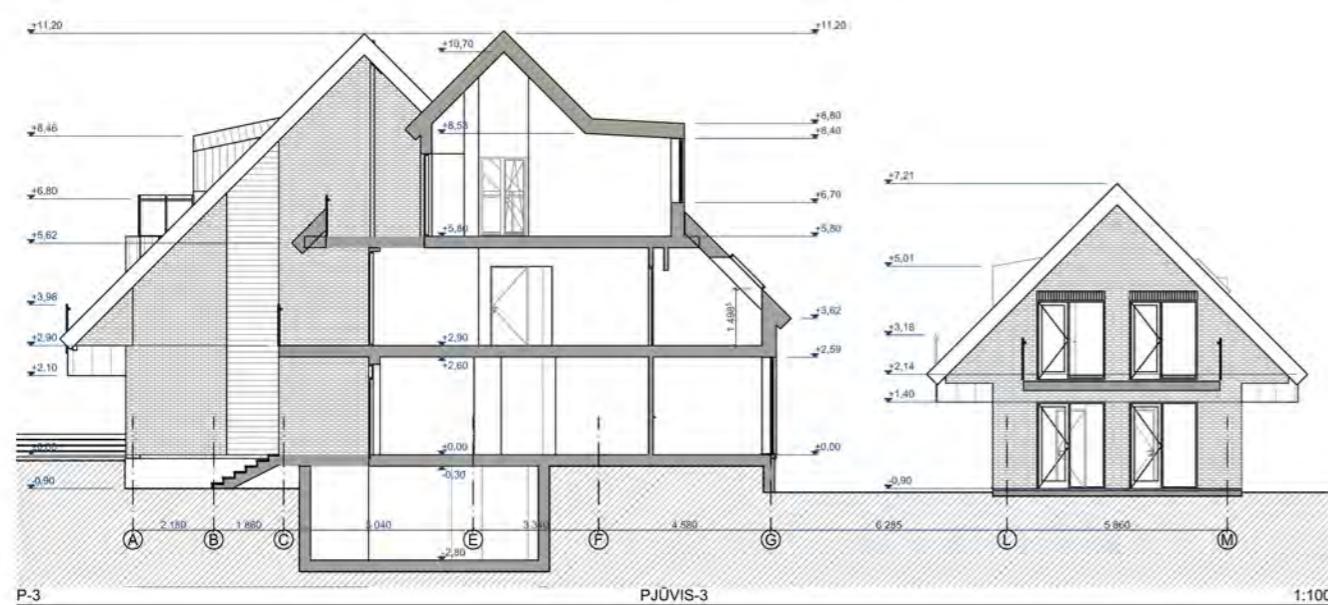 +11,20 +11,20
+10,70
+8,80
+8,46 +8,53 +8,40
+7,21
+6,80 +6,70
+5,62 +5,80 +5,80
+5,01
+3,98 +3,62
1 498⁵
+3,18
+2,90 +2,90 +2,59
+2,60
+2,10 +2,14
+1,40
±0,00 ±0,00 ±0,00
-0,30
-0,90 -0,90
2 180 1 860 5 040 3 340 4 580 6 285 5 860
A B C E F G L M
-2,80
P-3 PJŪVIS-3 1:100